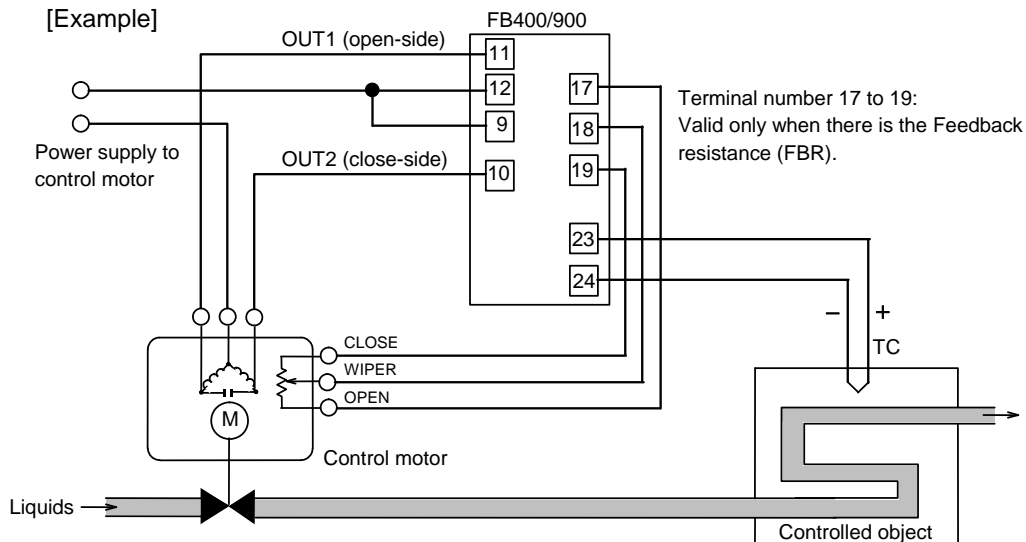 [Example]
FB400/900
OUT1 (open-side)
11
12
9
10
17
18
19
23
24
Terminal number 17 to 19:
Valid only when there is the Feedback
resistance (FBR).
Power supply to
control motor
OUT2 (close-side)
− +
TC
CLOSE
WIPER
OPEN
M
Control motor
Liquids
Controlled object